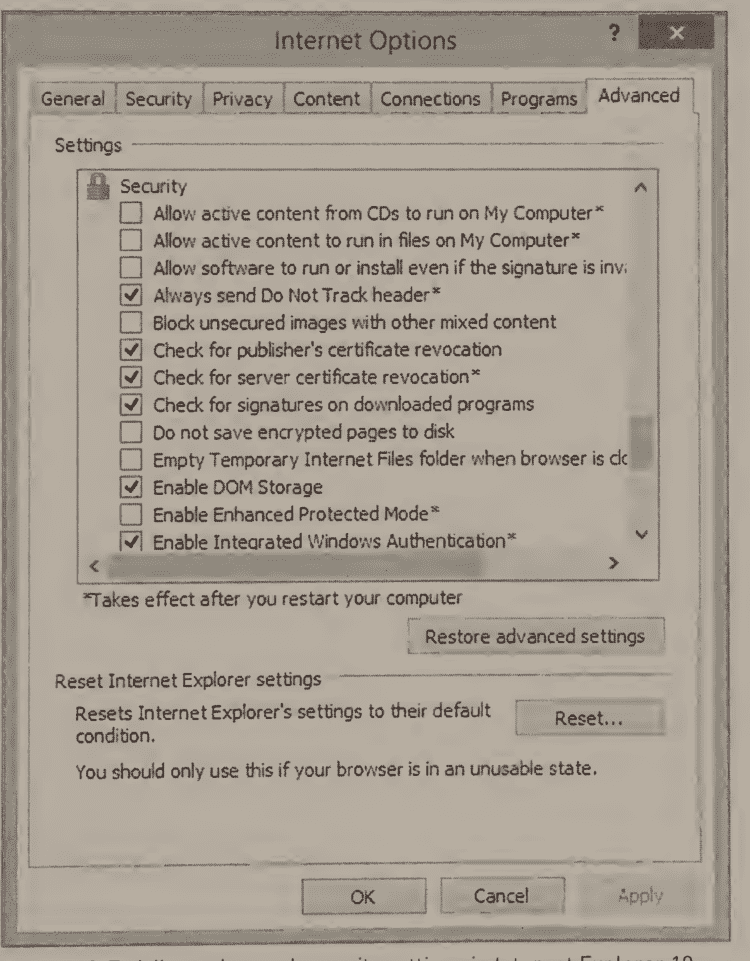 Internet Options
?
×
General Security Privacy Content Connections Programs Advanced
Settings
Security
Allow active content from CDs to run on My Computer*
Allow active content to run in files on My Computer*
Allow software to run or install even if the signature is
Always send Do Not Track header*
Block unsecured images with other mixed content
Check for publisher's certificate revocation
Check for server certificate revocation*
Check for signatures on downloaded programs
Do not save encrypted pages to disk
Empty Temporary Internet Files folder when browser is
Enable DOM Storage
Enable Enhanced Protected Mode*
Enable Integrated Windows Authentication*
*Takes effect after you restart your computer
Restore advanced settings
Reset Internet Explorer settings
Resets Internet Explorer's settings to their default
condition.
Reset...
You should only use this if your browser is in an unusable state.
OK Cancel Apply